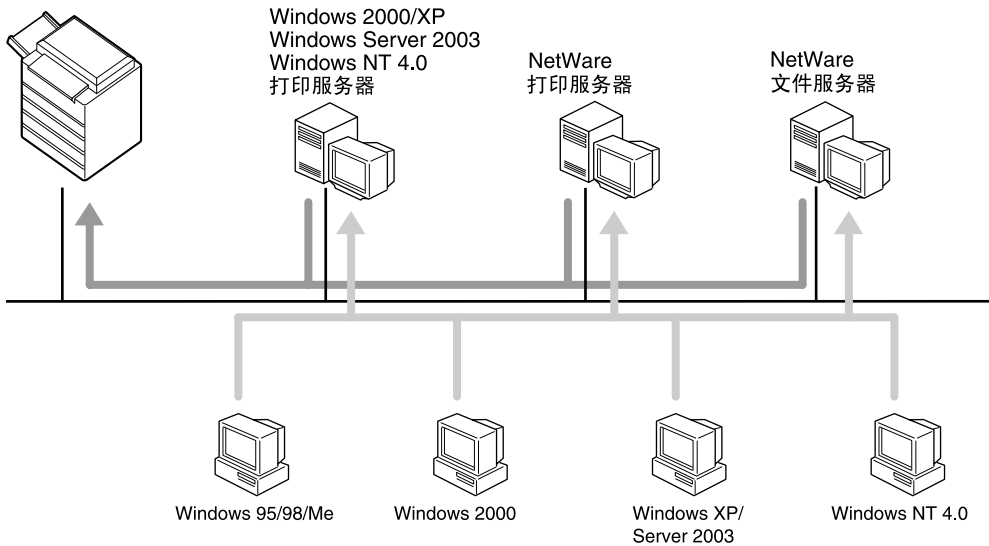 Windows 2000/XP
Windows Server 2003
Windows NT 4.0
打印服务器
NetWare
打印服务器
NetWare
文件服务器
Windows 95/98/Me
Windows 2000
Windows XP/
Server 2003
Windows NT 4.0